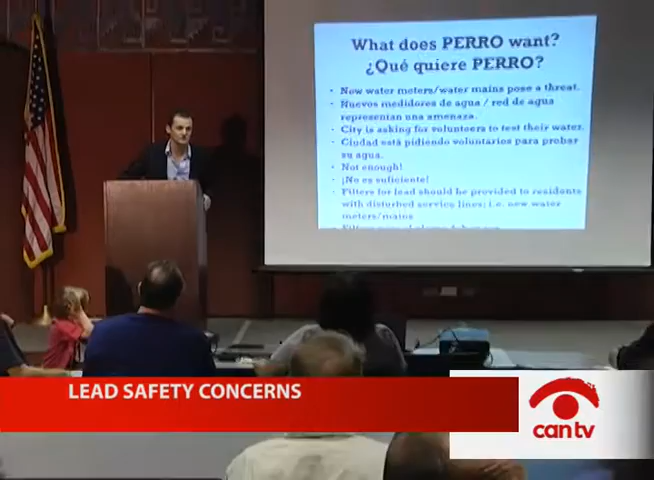 What does PERRO want?
¿Qué quiere PERRO?
• New water meters/water mains pose a threat.
• Nuevos medidores de agua / red de agua
representan una amenaza.
• City is asking for volunteers to test their water.
• Ciudad está pidiendo voluntarios para probar
su agua.
• Not enough!
• ¡No es suficiente!
• Filters for lead should be provided to residents
with disturbed service lines; i.e. new water
meters/mains
LEAD SAFETY CONCERNS
cantv